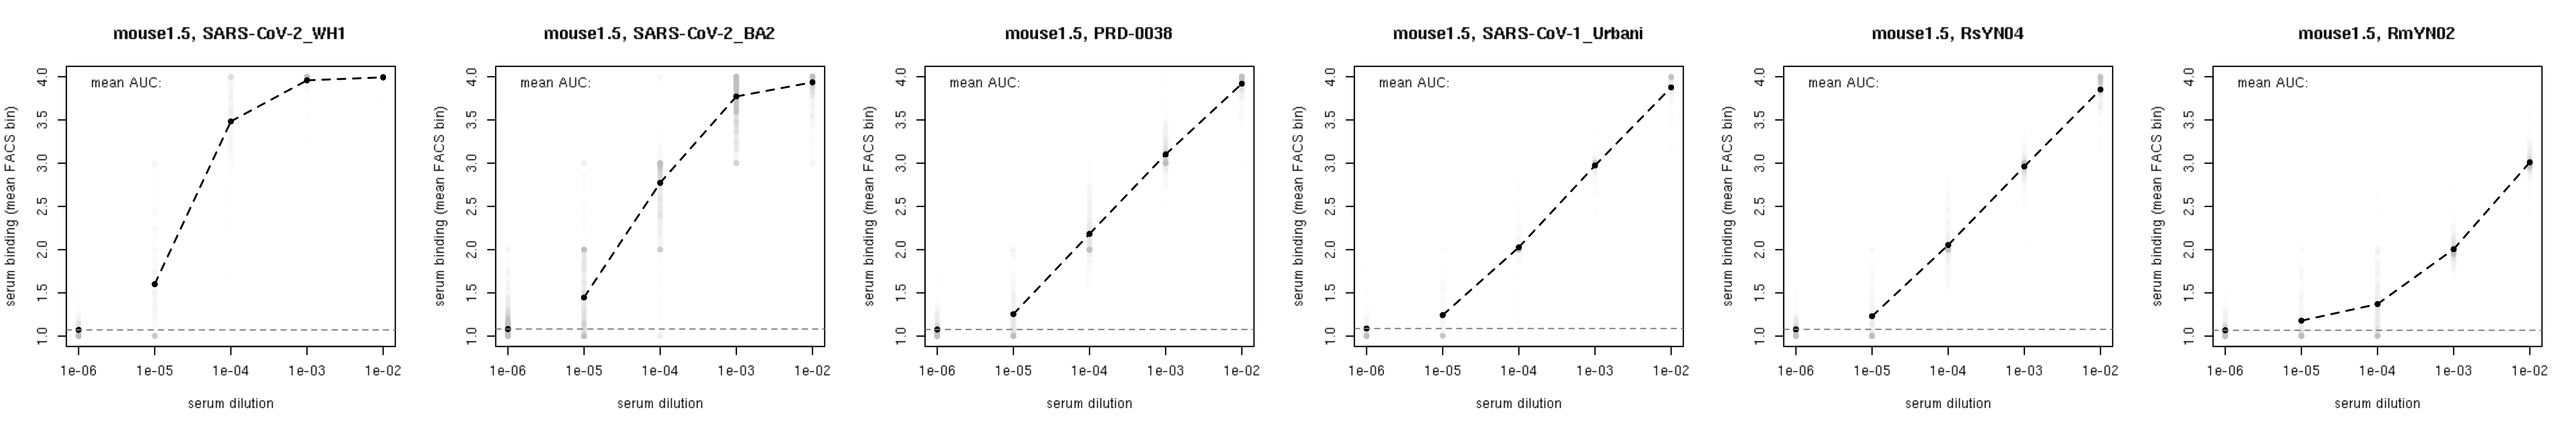 mouse1.5, SARS-CoV-2_WH1
mean AUC:
serum binding (mean FACS bin)
4.0
3.5
3.0
2.5
2.0
1.5
1.0
1e-06 1e-05 1e-04 1e-03 1e-02
serum dilution
mouse1.5, SARS-CoV-2_BA2
mean AUC:
serum binding (mean FACS bin)
4.0
3.5
3.0
2.5
2.0
1.5
1.0
1e-06 1e-05 1e-04 1e-03 1e-02
serum dilution
mouse1.5, PRD-0038
mean AUC:
serum binding (mean FACS bin)
4.0
3.5
3.0
2.5
2.0
1.5
1.0
1e-06 1e-05 1e-04 1e-03 1e-02
serum dilution
mouse1.5, SARS-CoV-1_Urbani
mean AUC:
serum binding (mean FACS bin)
4.0
3.5
3.0
2.5
2.0
1.5
1.0
1e-06 1e-05 1e-04 1e-03 1e-02
serum dilution
mouse1.5, RsYN04
mean AUC:
serum binding (mean FACS bin)
4.0
3.5
3.0
2.5
2.0
1.5
1.0
1e-06 1e-05 1e-04 1e-03 1e-02
serum dilution
mouse1.5, RmYN02
mean AUC:
serum binding (mean FACS bin)
4.0
3.5
3.0
2.5
2.0
1.5
1.0
1e-06 1e-05 1e-04 1e-03 1e-02
serum dilution